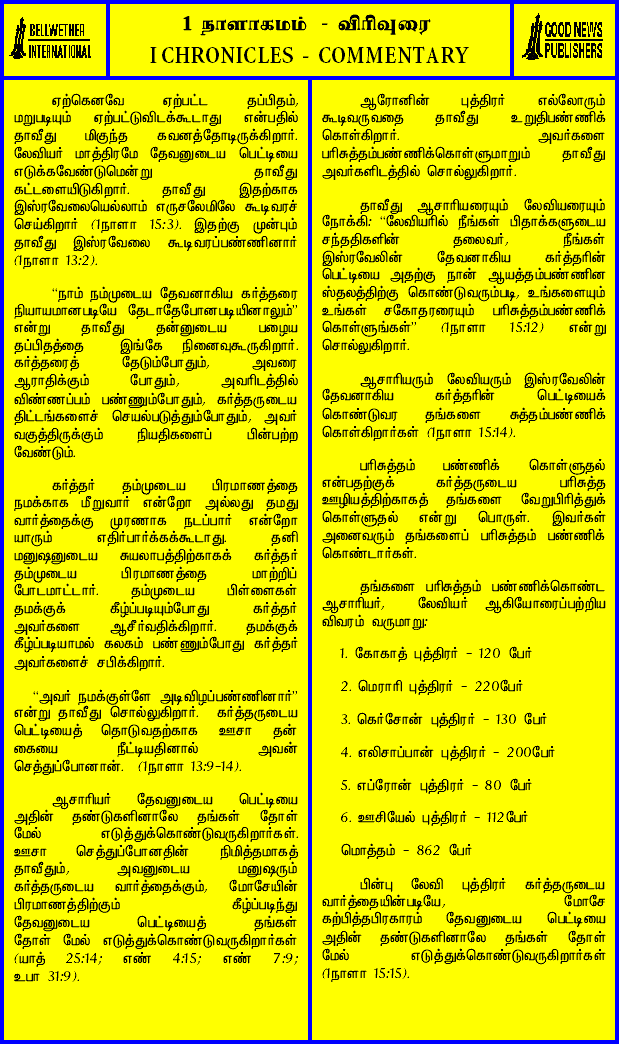 BELLWETHER
INTERNATIONAL
1 நாளாகமம் - விரிவுரை
I CHRONICLES - COMMENTARY
GOOD NEWS
PUBLISHERS
ஏற்கெனவே ஏற்பட்ட தப்பிதம்,
மறுபடியும் ஏற்பட்டுவிடக்கூடாது என்பதில்
தாவீது மிகுந்த கவனத்தோடிருக்கிறார்.
லேவியர் மாத்திரமே தேவனுடைய பெட்டியை
எடுக்கவேண்டுமென்று தாவீது
கட்டளையிடுகிறார். தாவீது இதற்காக
இஸ்ரவேலையெல்லாம் எருசலேமிலே கூடிவரச்
செய்கிறார் (1நாளா 15:3). இதற்கு முன்பும்
தாவீது இஸ்ரவேலை கூடிவரப்பண்ணினார்
(1நாளா 13:2).
“நாம் நம்முடைய தேவனாகிய கர்த்தரை
நியாயமானபடியே தேடாதேபோனபடியினாலும்”
என்று தாவீது தன்னுடைய பழைய
தப்பிதத்தை இங்கே நினைவுகூருகிறார்.
கர்த்தரைத் தேடும்போதும், அவரை
ஆராதிக்கும் போதும், அவரிடத்தில்
விண்ணப்பம் பண்ணும்போதும், கர்த்தருடைய
திட்டங்களைச் செயல்படுத்தும்போதும், அவர்
வகுத்திருக்கும் நியதிகளைப் பின்பற்ற
வேண்டும்.
கர்த்தர் தம்முடைய பிரமாணத்தை
நமக்காக மீறுவார் என்றோ அல்லது தமது
வார்த்தைக்கு முரணாக நடப்பார் என்றோ
யாரும் எதிர்பார்க்கக்கூடாது. தனி
மனுஷனுடைய சுயலாபத்திற்காகக் கர்த்தர்
தம்முடைய பிரமாணத்தை மாற்றிப்
போடமாட்டார். தம்முடைய பிள்ளைகள்
தமக்குக் கீழ்ப்படியும்போது கர்த்தர்
அவர்களை ஆசீர்வதிக்கிறார். தமக்குக்
கீழ்ப்படியாமல் கலகம் பண்ணும்போது கர்த்தர்
அவர்களைச் சபிக்கிறார்.
“அவர் நமக்குள்ளே அடிவிழப்பண்ணினார்”
என்று தாவீது சொல்லுகிறார். கர்த்தருடைய
பெட்டியைத் தொடுவதற்காக ஊசா தன்
கையை நீட்டியதினால் அவன்
செத்துப்போனான். (1நாளா 13:9-14).
ஆசாரியர் தேவனுடைய பெட்டியை
அதின் தண்டுகளினாலே தங்கள் தோள்
மேல் எடுத்துக்கொண்டுவருகிறார்கள்.
ஊசா செத்துப்போனதின் நிமித்தமாகத்
தாவீதும், அவனுடைய மனுஷரும்
கர்த்தருடைய வார்த்தைக்கும், மோசேயின்
பிரமாணத்திற்கும் கீழ்ப்படிந்து
தேவனுடைய பெட்டியைத் தங்கள்
தோள் மேல் எடுத்துக்கொண்டுவருகிறார்கள்
(யாத் 25:14; எண் 4:15; எண் 7:9;
உபா 31:9).
ஆரோனின் புத்திரர் எல்லோரும்
கூடிவருவதை தாவீது உறுதிபண்ணிக்
கொள்கிறார். அவர்களை
பரிசுத்தம்பண்ணிக்கொள்ளுமாறும் தாவீது
அவர்களிடத்தில் சொல்லுகிறார்.
தாவீது ஆசாரியரையும் லேவியரையும்
நோக்கி: “லேவியரில் நீங்கள் பிதாக்களுடைய
சந்ததிகளின் தலைவர், நீங்கள்
இஸ்ரவேலின் தேவனாகிய கர்த்தரின்
பெட்டியை அதற்கு நான் ஆயத்தம்பண்ணின
ஸ்தலத்திற்கு கொண்டுவரும்படி, உங்களையும்
உங்கள் சகோதரரையும் பரிசுத்தம்பண்ணிக்
கொள்ளுங்கள்” (1நாளா 15:12) என்று
சொல்லுகிறார்.
ஆசாரியரும் லேவியரும் இஸ்ரவேலின்
தேவனாகிய கர்த்தரின் பெட்டியைக்
கொண்டுவர தங்களை சுத்தம்பண்ணிக்
கொள்கிறார்கள் (1நாளா 15:14).
பரிசுத்தம் பண்ணிக் கொள்ளுதல்
என்பதற்குக் கர்த்தருடைய பரிசுத்த
ஊழியத்திற்காகத் தங்களை வேறுபிரித்துக்
கொள்ளுதல் என்று பொருள். இவர்கள்
அனைவரும் தங்களைப் பரிசுத்தம் பண்ணிக்
கொண்டார்கள்.
தங்களை பரிசுத்தம் பண்ணிக்கொண்ட
ஆசாரியர், லேவியர் ஆகியோரைப்பற்றிய
விவரம் வருமாறு:
1. கோகாத் புத்திரர் - 120 பேர்
2. மெராரி புத்திரர் - 220பேர்
3. கெர்சோன் புத்திரர் - 130 பேர்
4. எலிசாப்பான் புத்திரர் - 200பேர்
5. எப்ரோன் புத்திரர் - 80 பேர்
6. ஊசியேல் புத்திரர் - 112பேர்
மொத்தம் - 862 பேர்
பின்பு லேவி புத்திரர் கர்த்தருடைய
வார்த்தையின்படியே, மோசே
கற்பித்தபிரகாரம் தேவனுடைய பெட்டியை
அதின் தண்டுகளினாலே தங்கள் தோள்
மேல் எடுத்துக்கொண்டுவருகிறார்கள்
(1நாளா 15:15).